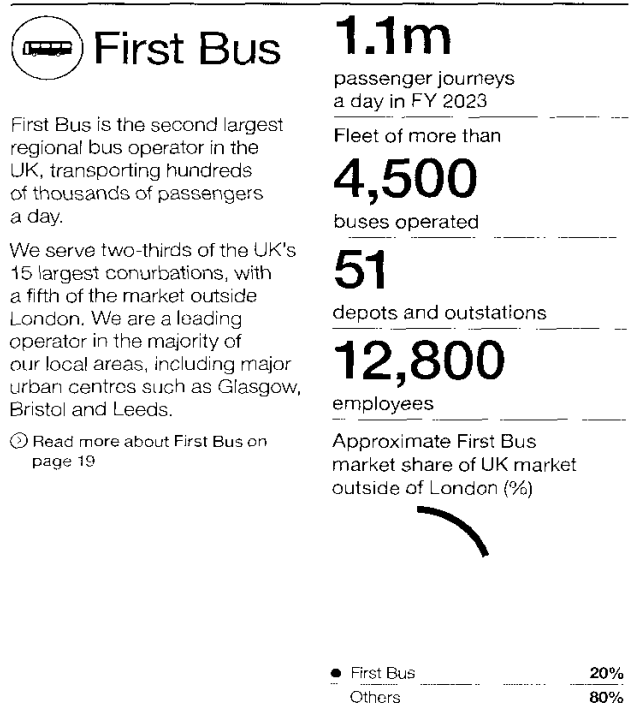 First Bus
First Bus is the second largest
regional bus operator in the
UK, transporting hundreds
of thousands of passengers
a day.
We serve two-thirds of the UK's
15 largest conurbations, with
a fifth of the market outside
London. We are a leading
operator in the majority of
our local areas, including major
urban centres such as Glasgow,
Bristol and Leeds.
Read more about First Bus on
page 19
1.1m
passenger journeys
a day in FY 2023
Fleet of more than
4,500
buses operated
51
depots and outstations
12,800
employees
Approximate First Bus
market share of UK market
outside of London (%)
First Bus 20%
Others 80%